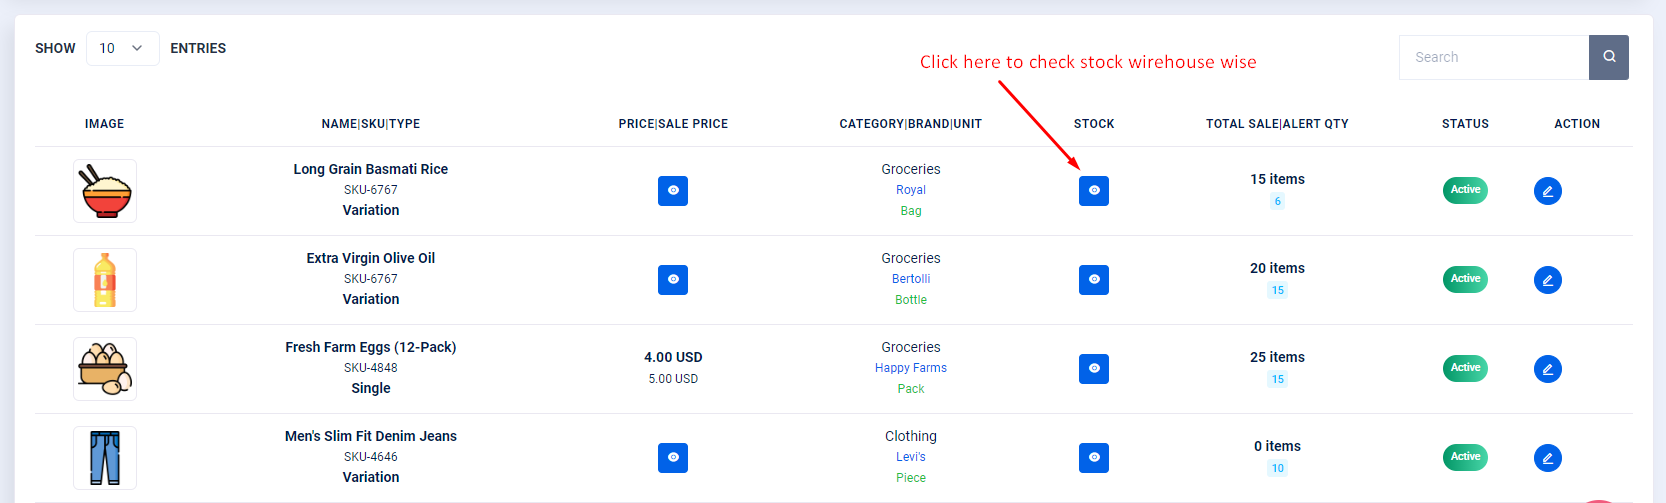 SHOW 10 ENTRIES
Click here to check stock wirehouse wise
Search
IMAGE NAME|SKU|TYPE PRICE|SALE PRICE CATEGORY|BRAND|UNIT STOCK TOTAL SALE|ALERT QTY STATUS ACTION
Long Grain Basmati Rice
SKU-6767
Variation
Groceries
Royal
Bag
15 items
6
Active
Extra Virgin Olive Oil
SKU-6767
Variation
Groceries
Bertolli
Bottle
20 items
15
Active
Fresh Farm Eggs (12-Pack)
SKU-4848
Single
4.00 USD
5.00 USD
Groceries
Happy Farms
Pack
25 items
15
Active
Men's Slim Fit Denim Jeans
SKU-4646
Variation
Clothing
Levi's
Piece
0 items
10
Active